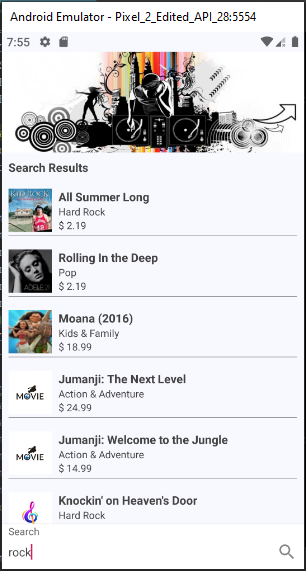 Android Emulator - Pixel_2_Edited_API_28:5554
7:55
Search Results
KID ROCK
All Summer Long
Hard Rock
$ 2.19
ADELE 21
Rolling In the Deep
Pop
$ 2.19
Moana (2016)
Kids & Family
$ 18.99
MOVIE
Jumanji: The Next Level
Action & Adventure
$ 24.99
MOVIE
Jumanji: Welcome to the Jungle
Action & Adventure
$ 14.99
Knockin' on Heaven's Door
Hard Rock
Search
rock